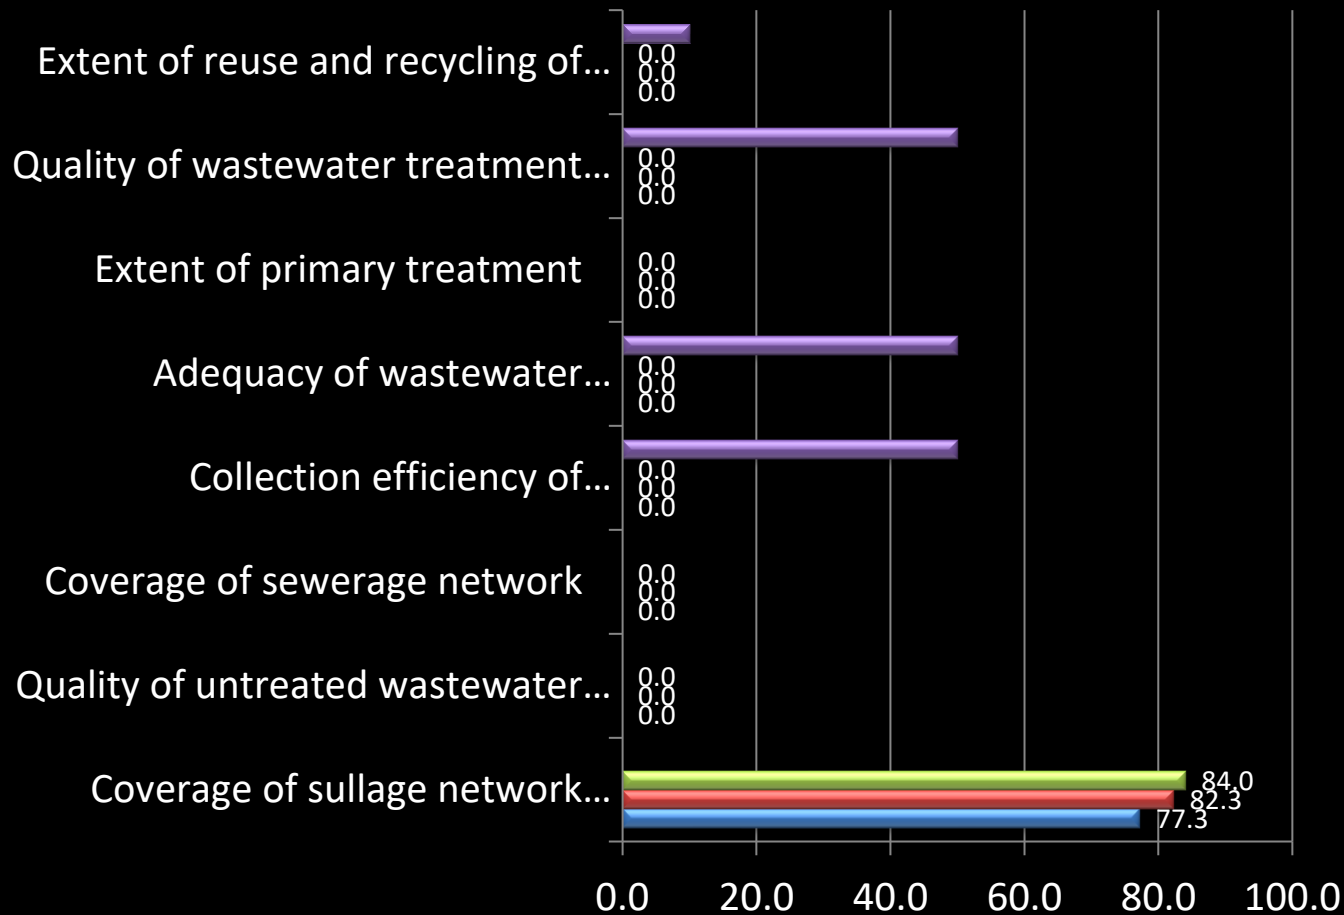 Extent of reuse and recycling of...
0.0
0.0
0.0
Quality of wastewater treatment...
0.0
0.0
0.0
Extent of primary treatment
0.0
0.0
0.0
Adequacy of wastewater...
0.0
0.0
0.0
Collection efficiency of...
0.0
0.0
0.0
Coverage of sewerage network
0.0
0.0
0.0
Quality of untreated wastewater...
0.0
0.0
0.0
Coverage of sullage network...
84.0
82.3
77.3
0.0 20.0 40.0 60.0 80.0 100.0